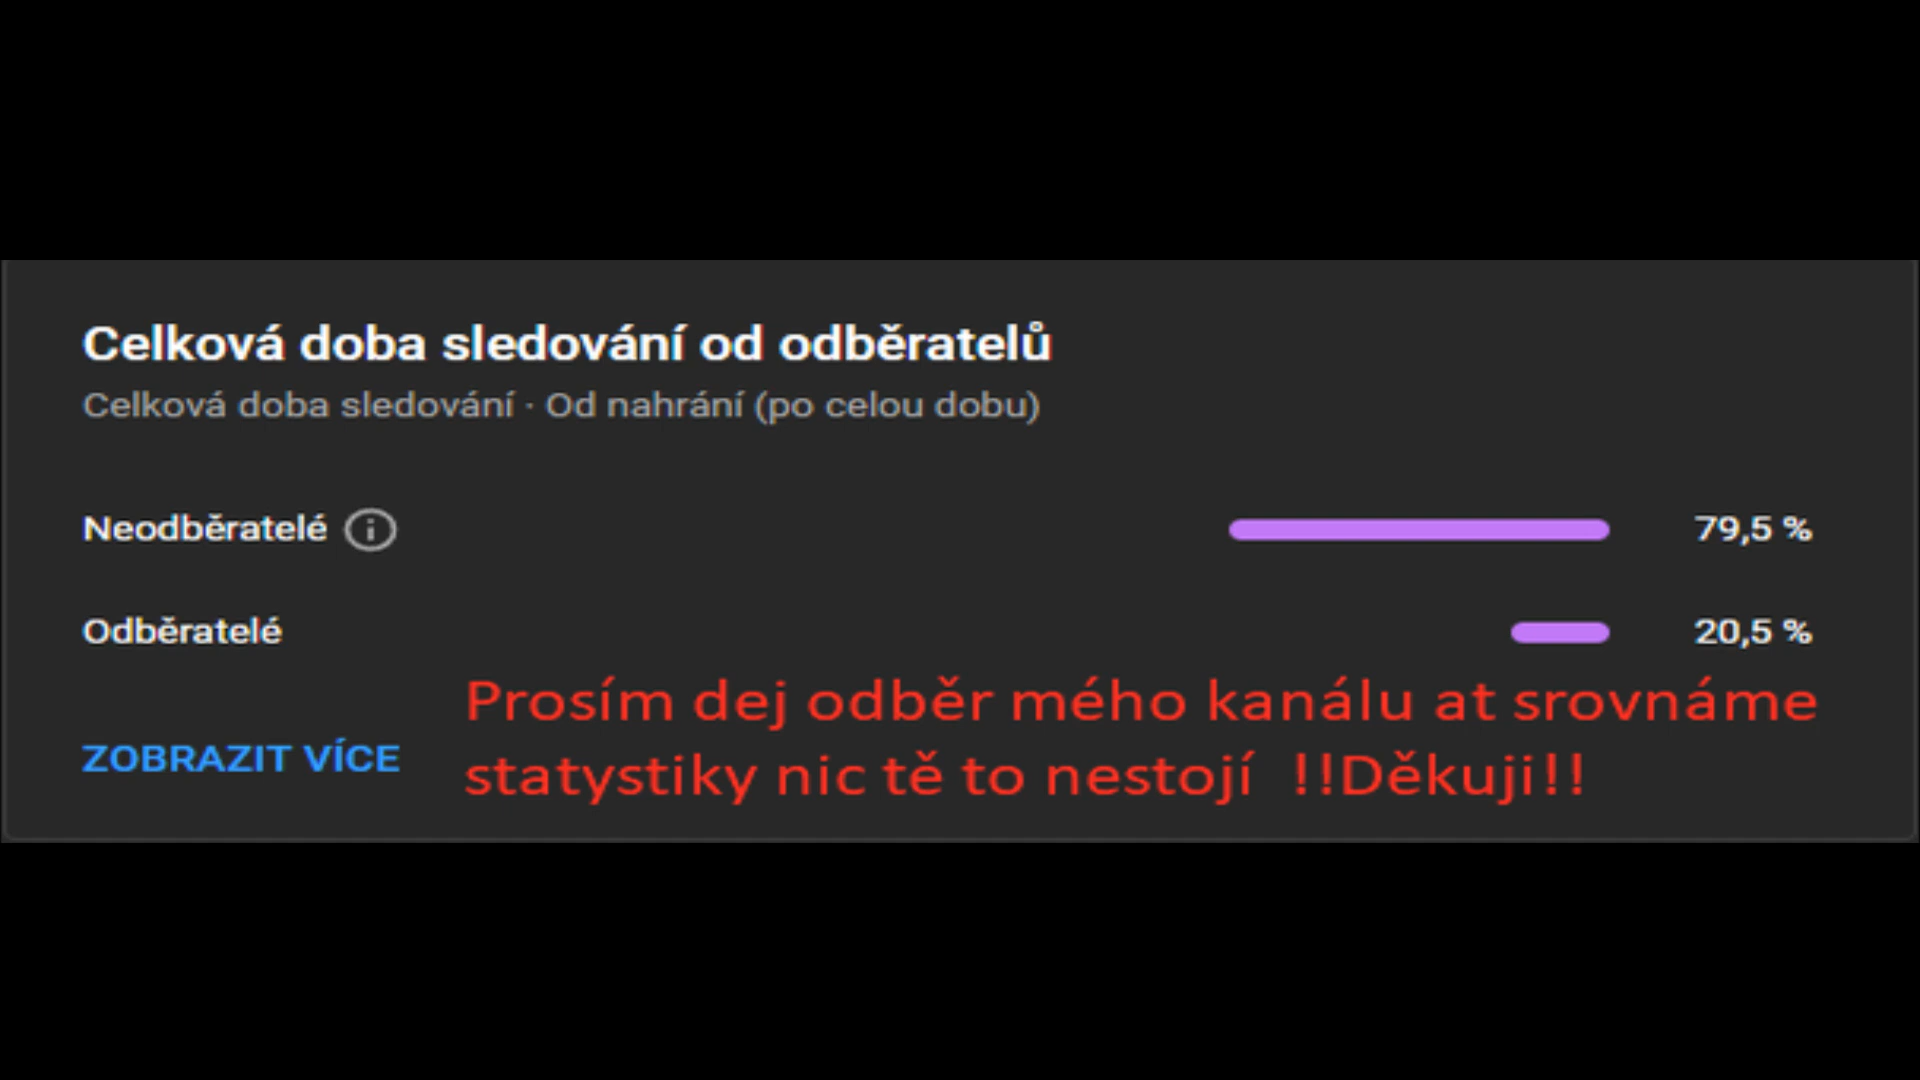 Celková doba sledování od odběratelů
Celková doba sledování · Od nahrání (po celou dobu)
Neodběratelé 79,5 %
Odběratelé 20,5 %
Prosím dej odběr mého kanálu at srovnáme
ZOBRAZIT VÍCE
statystiky nic tě to nestojí !!Děkuji!!